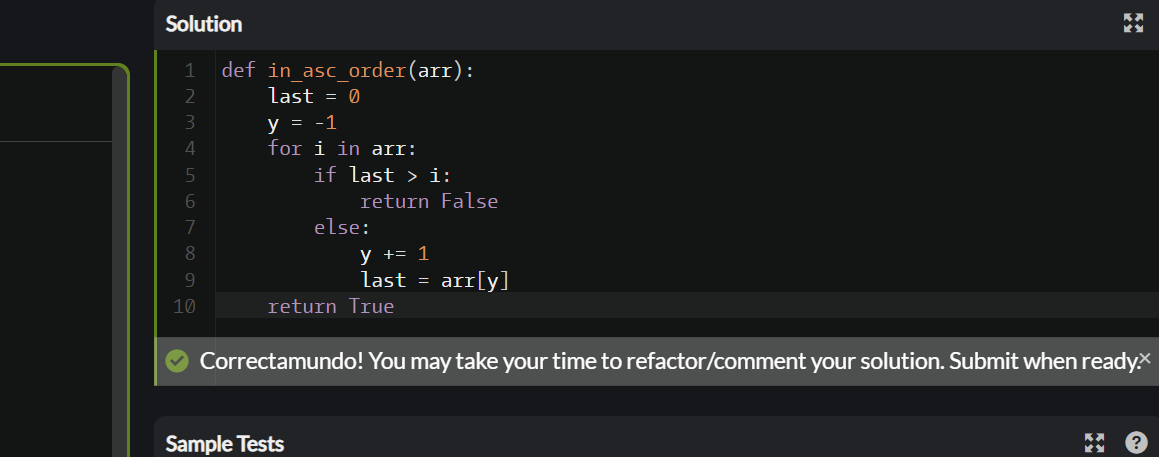 Solution
1 def in_asc_order(arr):
2     last = 0
3     y = -1
4     for i in arr:
5         if last > i:
6             return False
7         else:
8             y += 1
9             last = arr[y]
10     return True
Correctamundo! You may take your time to refactor/comment your solution. Submit when ready.×
Sample Tests ?